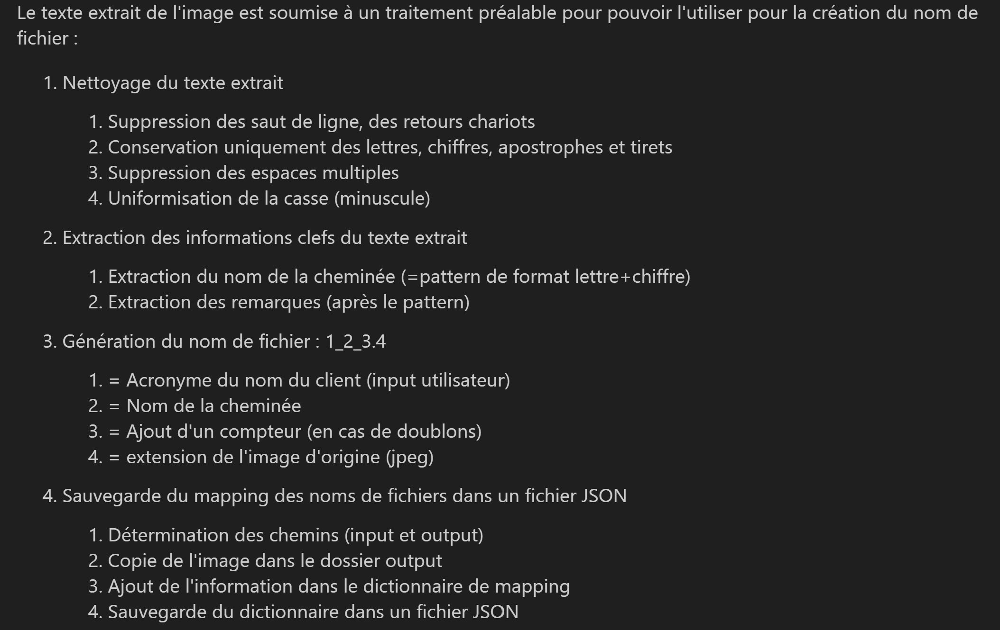 Le texte extrait de l'image est soumise à un traitement préalable pour pouvoir l'utiliser pour la création du nom de
fichier :
1. Nettoyage du texte extrait
1. Suppression des saut de ligne, des retours chariots
2. Conservation uniquement des lettres, chiffres, apostrophes et tirets
3. Suppression des espaces multiples
4. Uniformisation de la casse (minuscule)
2. Extraction des informations clefs du texte extrait
1. Extraction du nom de la cheminée (=pattern de format lettre+chiffre)
2. Extraction des remarques (après le pattern)
3. Génération du nom de fichier : 1_2_3.4
1. = Acronyme du nom du client (input utilisateur)
2. = Nom de la cheminée
3. = Ajout d'un compteur (en cas de doublons)
4. = extension de l'image d'origine (jpeg)
4. Sauvegarde du mapping des noms de fichiers dans un fichier JSON
1. Détermination des chemins (input et output)
2. Copie de l'image dans le dossier output
3. Ajout de l'information dans le dictionnaire de mapping
4. Sauvegarde du dictionnaire dans un fichier JSON